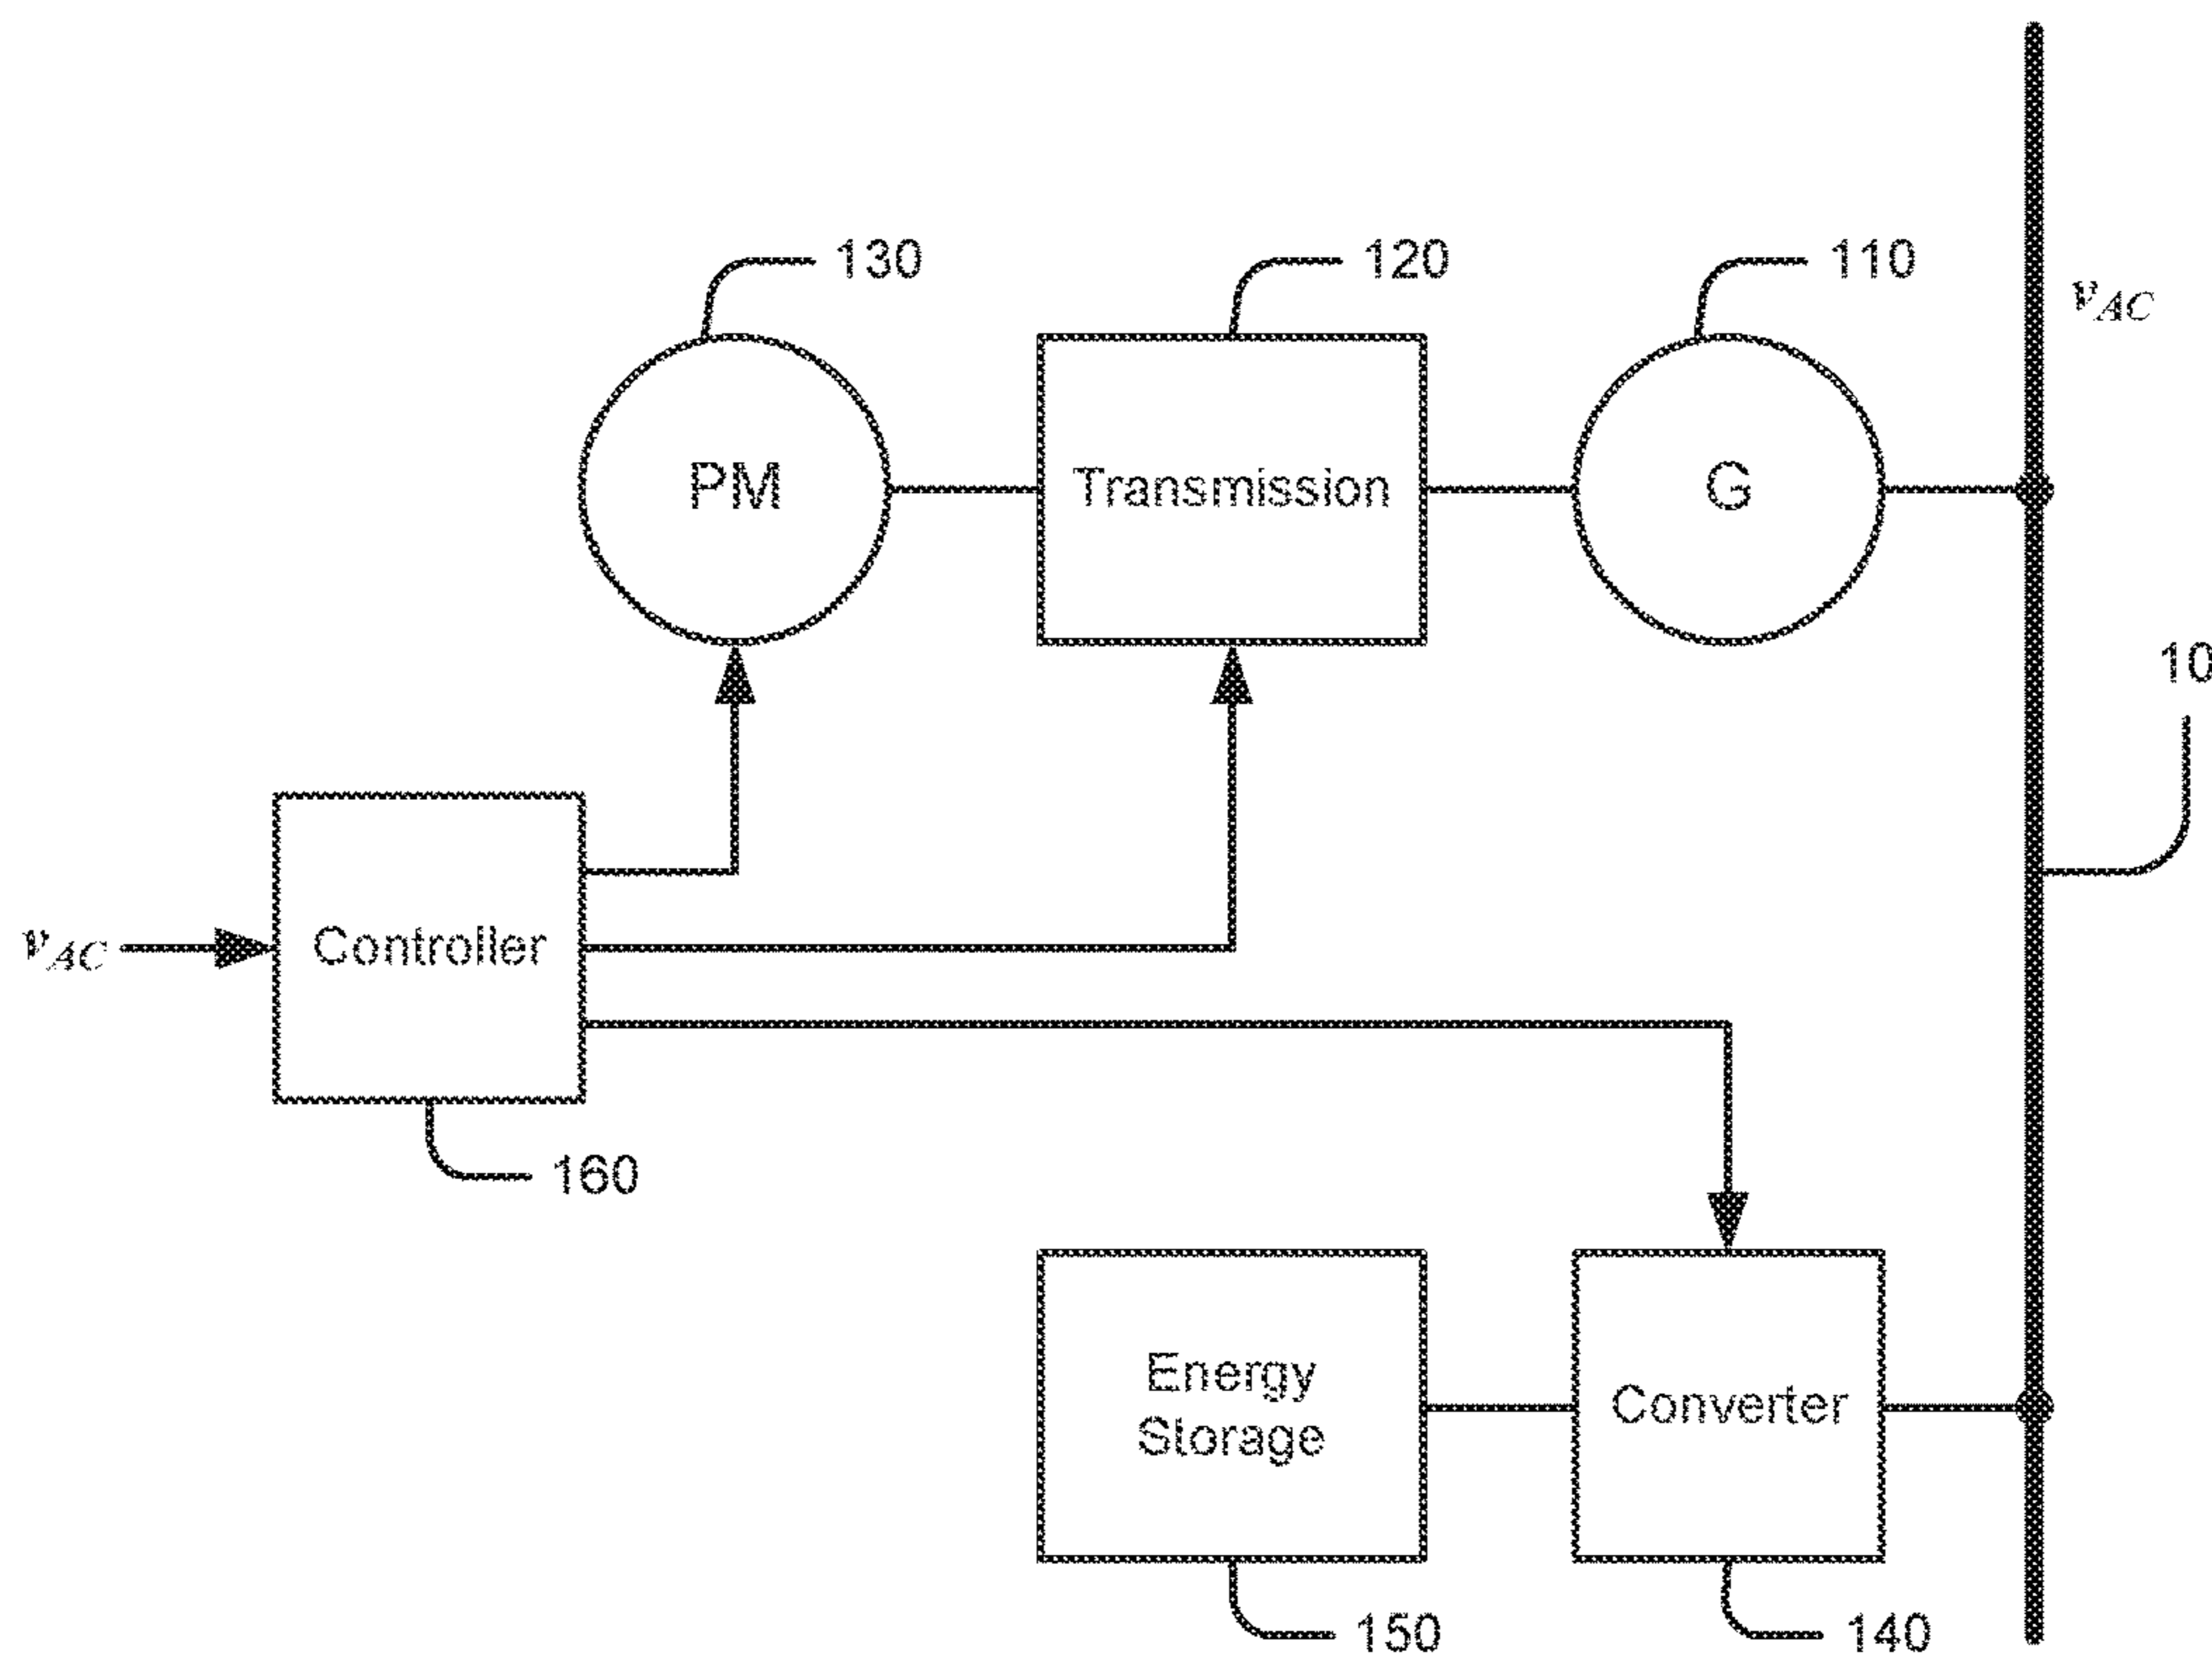 130
120
110
v_AC
PM
Transmission
G
10
v_AC
Controller
160
Energy
Storage
Converter
150
140